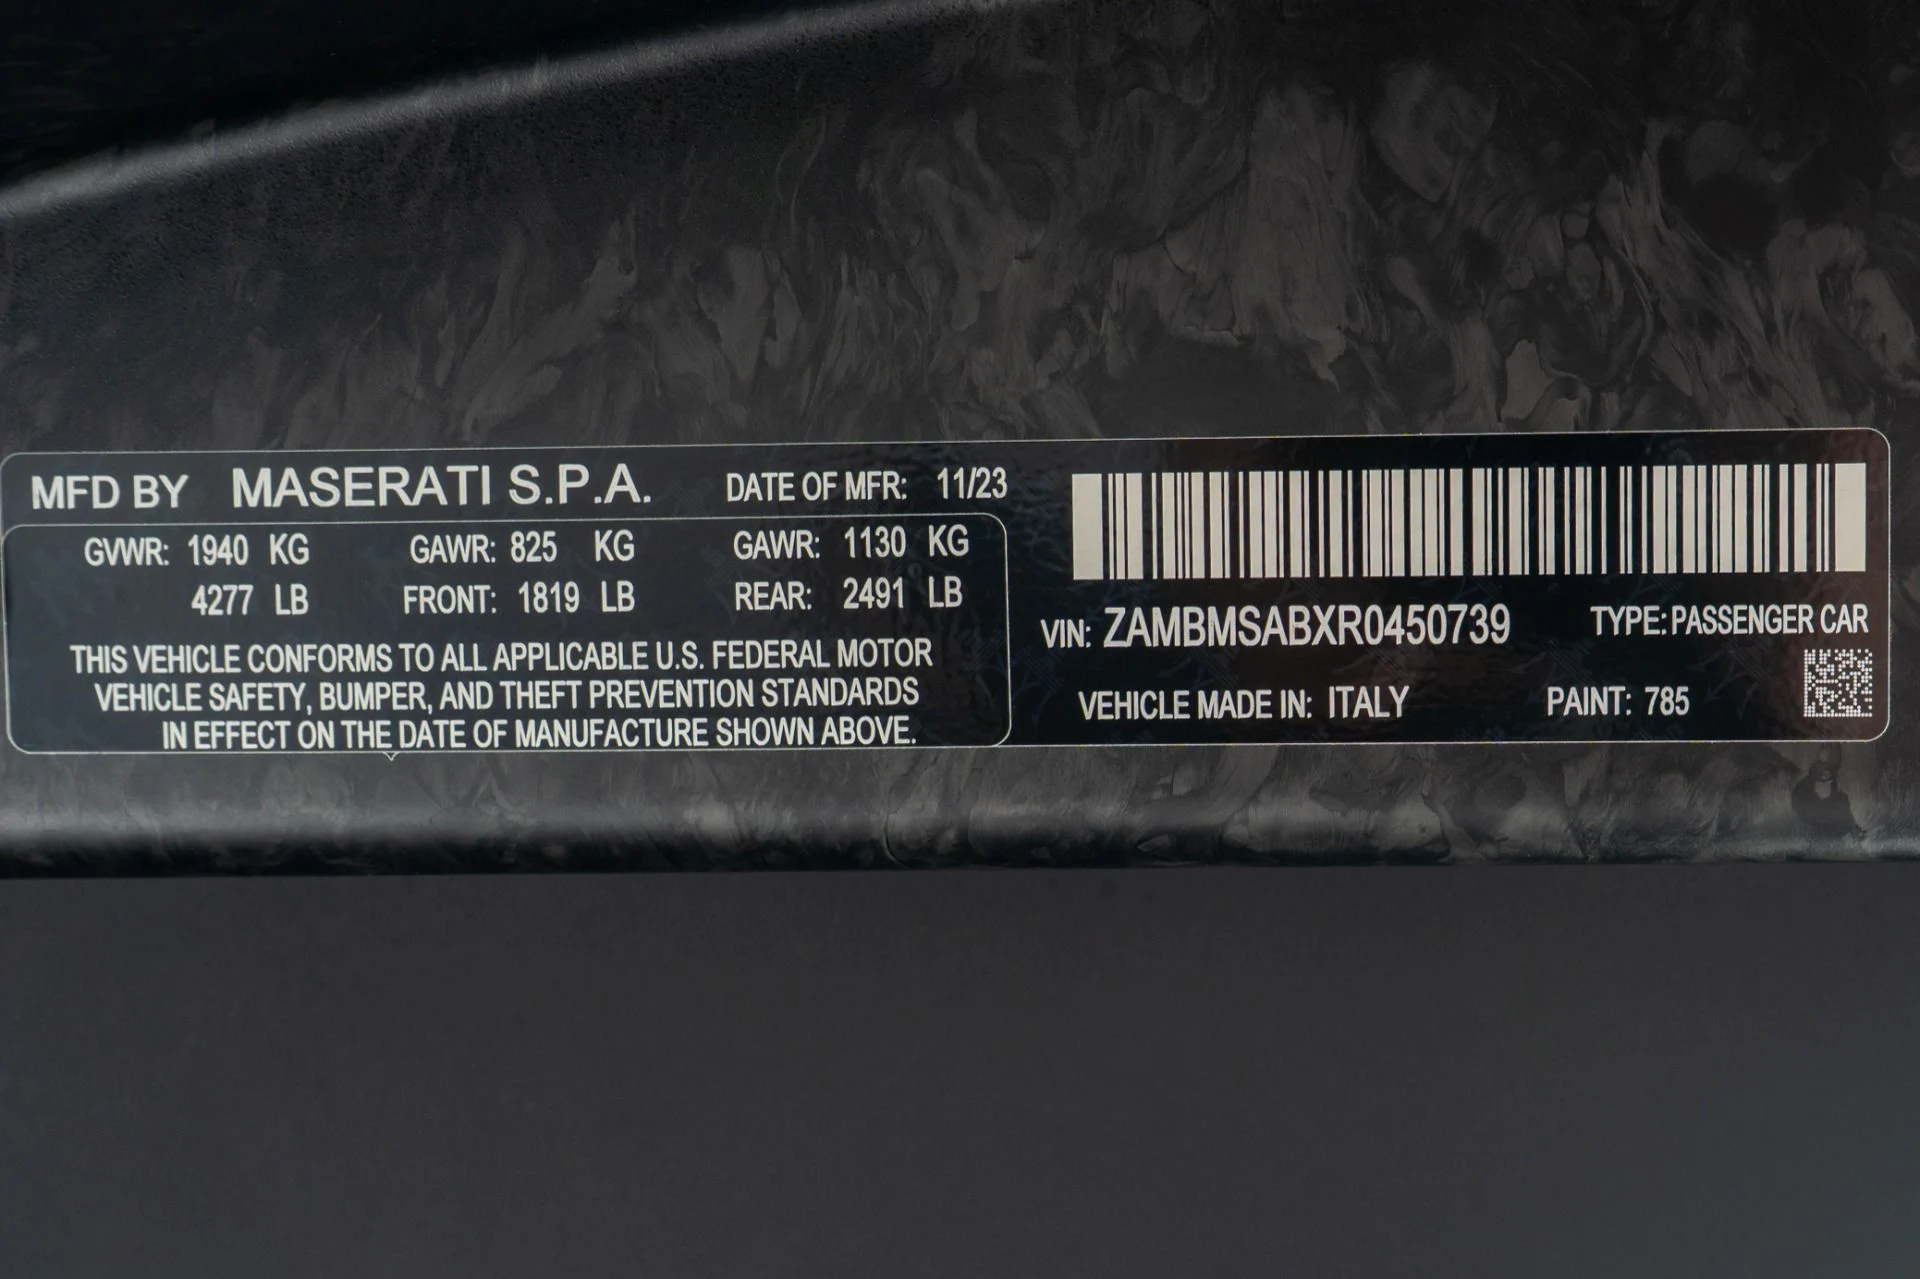 MFD BY MASERATI S.P.A. DATE OF MFR: 11/23
GVWR: 1940 KG GAWR: 825 KG GAWR: 1130 KG
4277 LB FRONT: 1819 LB REAR: 2491 LB
THIS VEHICLE CONFORMS TO ALL APPLICABLE U.S. FEDERAL MOTOR
VEHICLE SAFETY, BUMPER, AND THEFT PREVENTION STANDARDS
IN EFFECT ON THE DATE OF MANUFACTURE SHOWN ABOVE.
VIN: ZAMBMSABXR0450739 TYPE: PASSENGER CAR
VEHICLE MADE IN: ITALY PAINT: 785